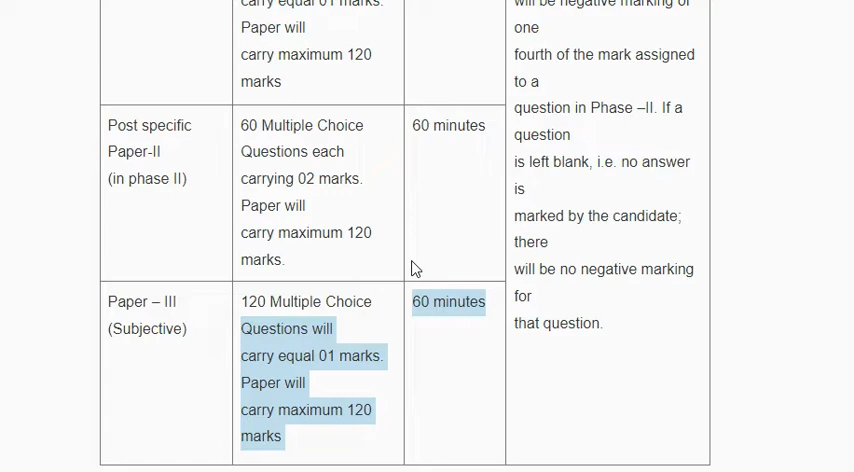 carry equal 01 marks.
Paper will
carry maximum 120
marks
will be negative marking of
one
fourth of the mark assigned
to a
question in Phase –II. If a
question
is left blank, i.e. no answer
is
marked by the candidate;
there
will be no negative marking
for
that question.
Post specific
Paper-II
(in phase II)
60 Multiple Choice
Questions each
carrying 02 marks.
Paper will
carry maximum 120
marks.
60 minutes
Paper – III
(Subjective)
120 Multiple Choice
Questions will
carry equal 01 marks.
Paper will
carry maximum 120
marks
60 minutes